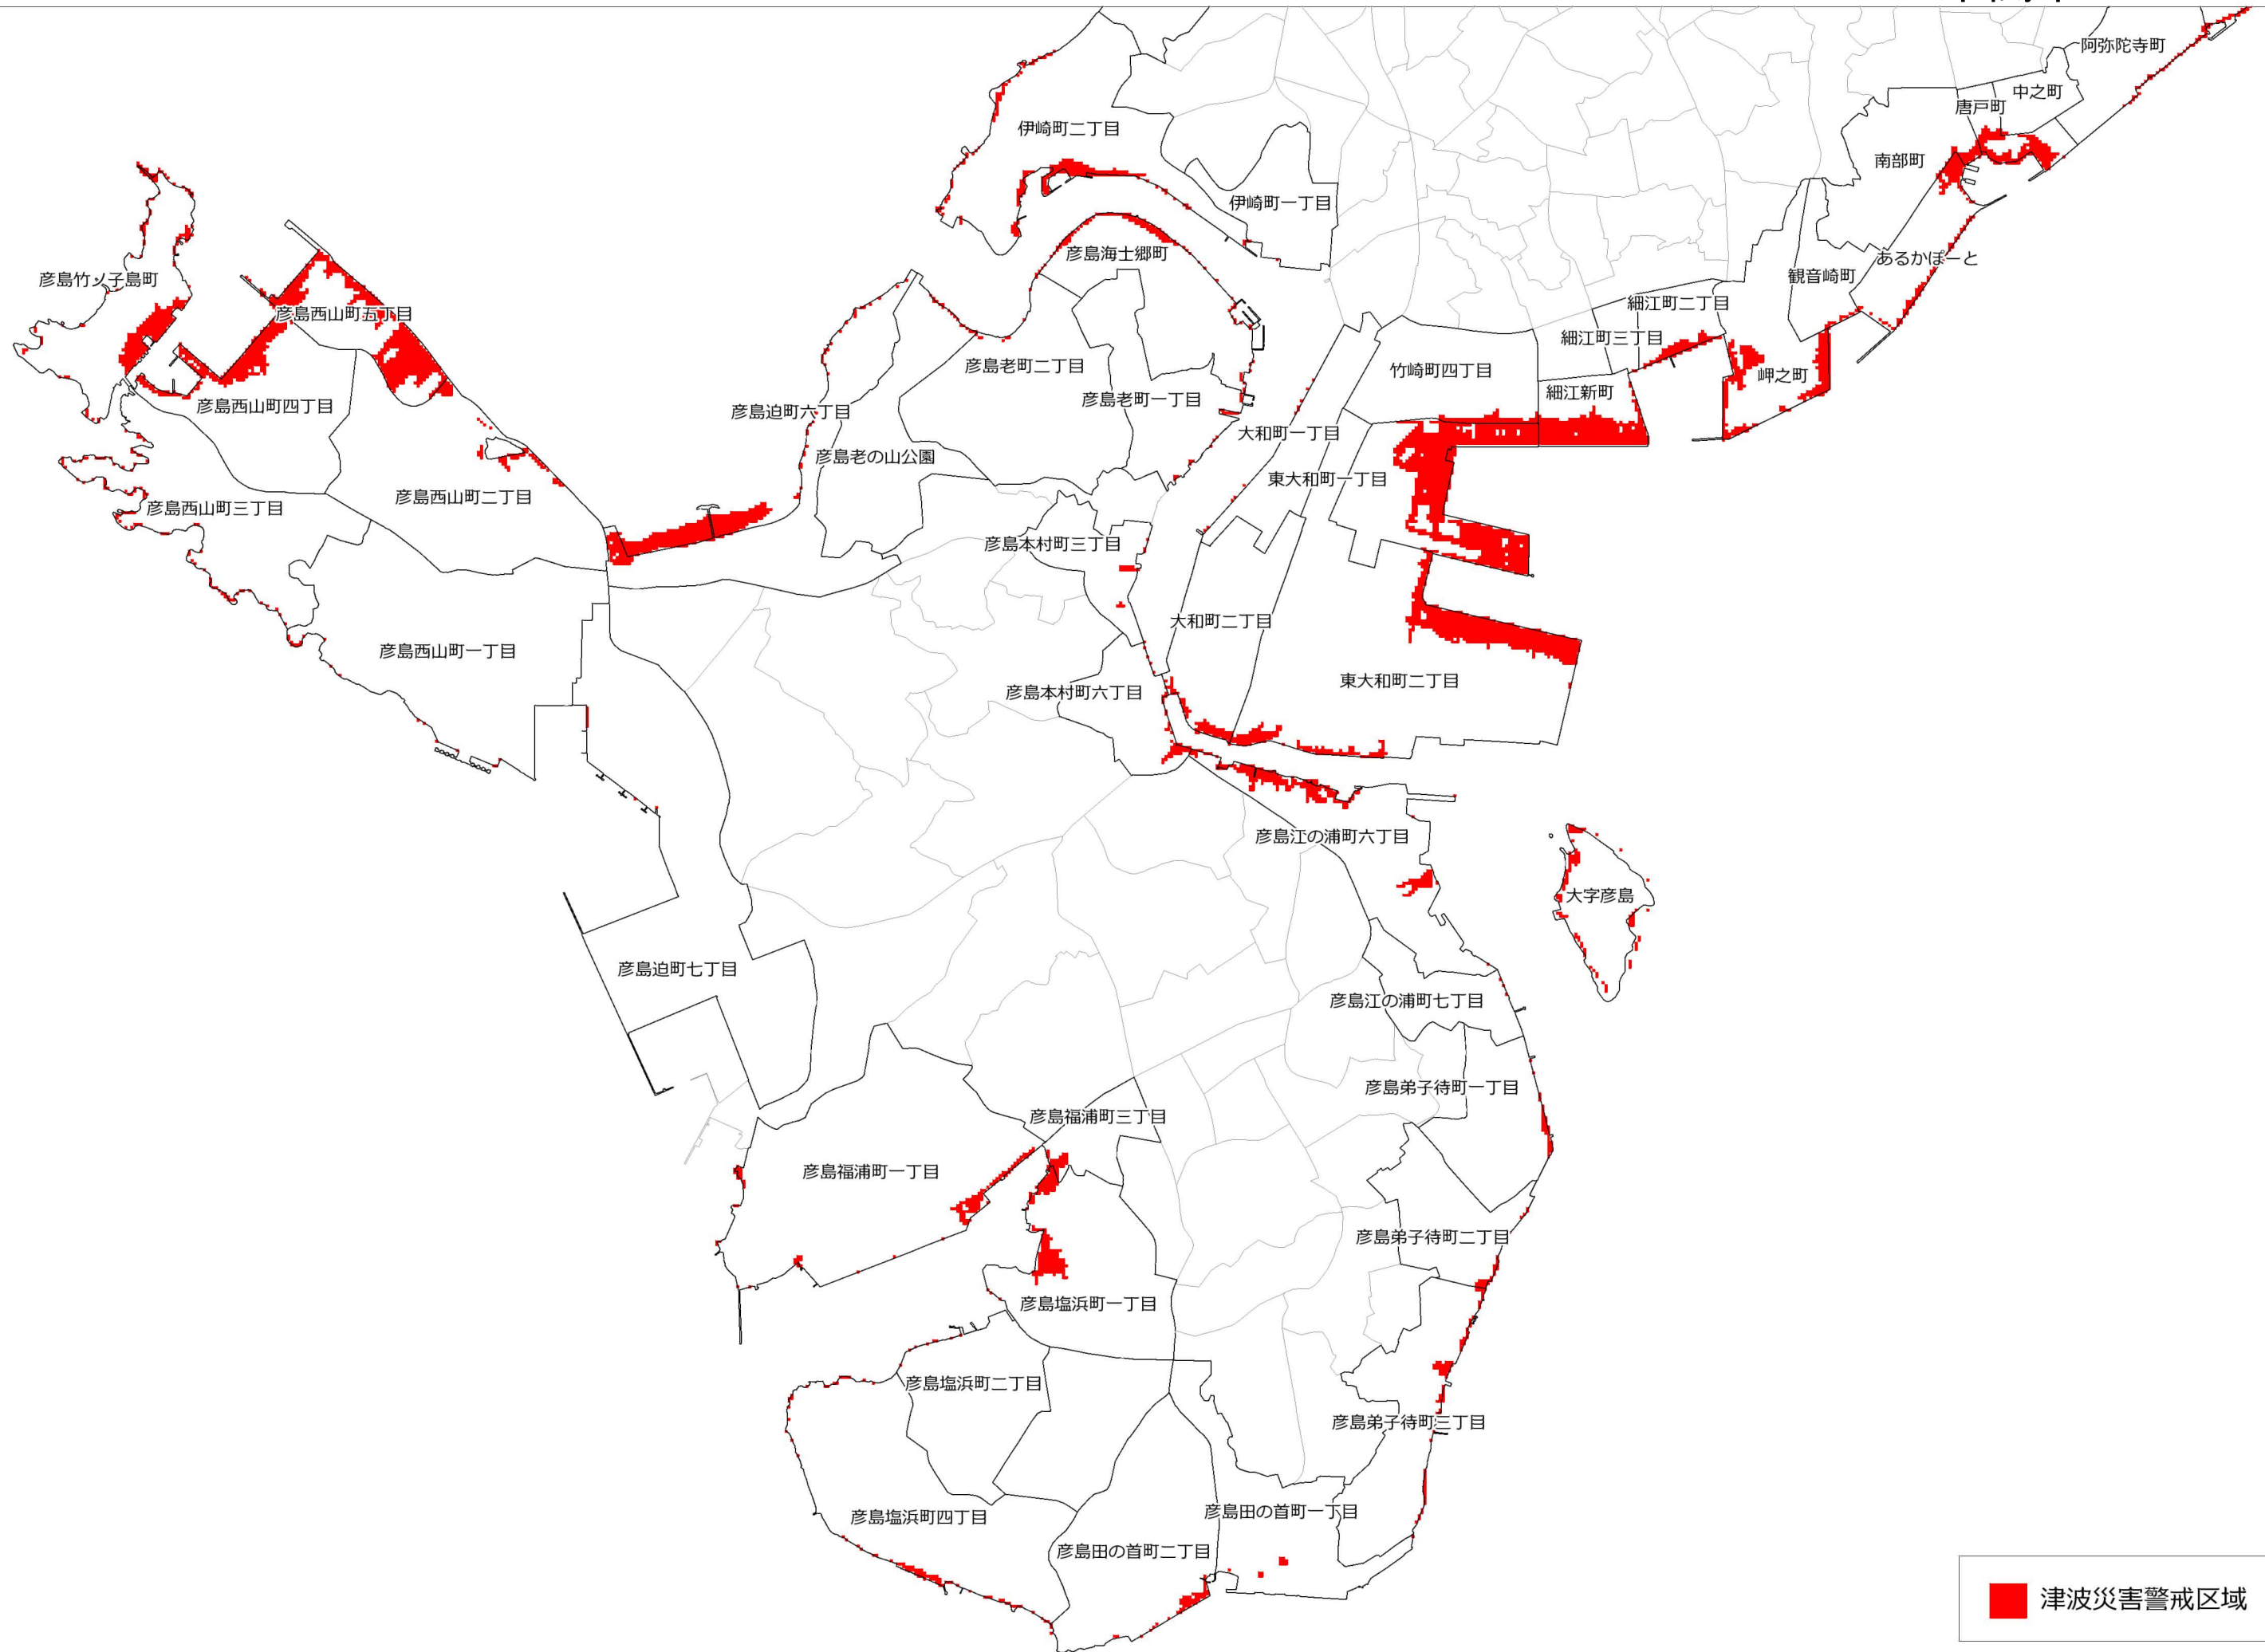 阿弥陀寺町
中之町
唐戸町
伊崎町二丁目
南部町
伊崎町一丁目
彦島海士郷町
あるかぽーと
観音崎町
彦島竹ノ子島町
細江町二丁目
彦島西山町五丁目
細江町三丁目
彦島老町二丁目
竹崎町四丁目
岬之町
細江新町
彦島老町一丁目
彦島西山町四丁目
彦島迫町六丁目
大和町一丁目
彦島老の山公園
東大和町一丁目
彦島西山町二丁目
彦島西山町三丁目
彦島本村町三丁目
大和町二丁目
彦島西山町一丁目
東大和町二丁目
彦島本村町六丁目
彦島江の浦町六丁目
大字彦島
彦島迫町七丁目
彦島江の浦町七丁目
彦島弟子待町一丁目
彦島福浦町三丁目
彦島福浦町一丁目
彦島弟子待町二丁目
彦島塩浜町一丁目
彦島塩浜町二丁目
彦島弟子待町三丁目
彦島田の首町一丁目
彦島塩浜町四丁目
彦島田の首町二丁目
津波災害警戒区域